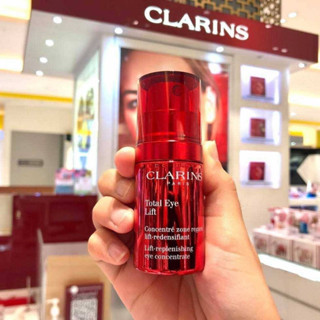 CLARINS
CLARINS
PARIS
Total Eye
Lift
Concentré zone regard
lift-redensifiant
Lift-replenishing
eye concentrate